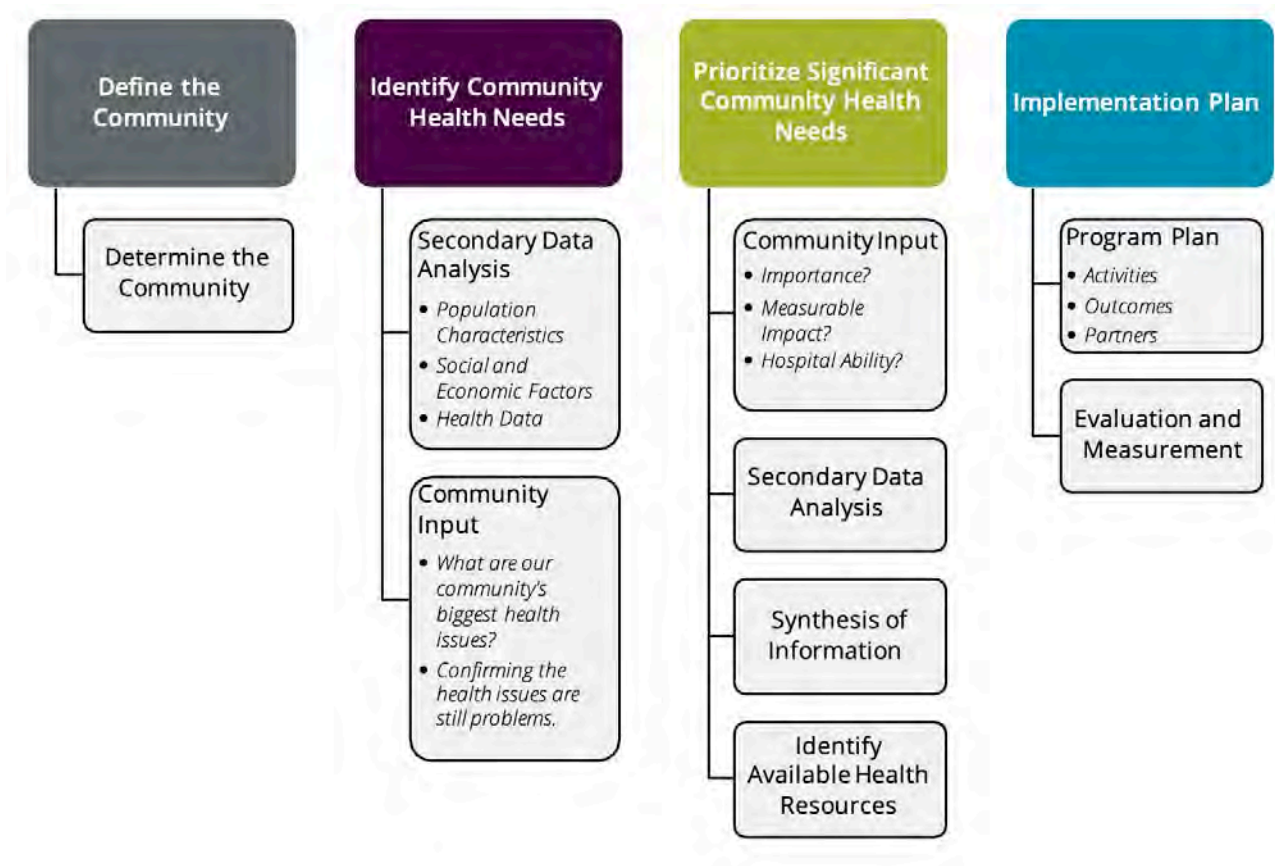 Define the
Community
Determine the
Community
Identify Community
Health Needs
Secondary Data
Analysis
• Population
Characteristics
• Social and
Economic Factors
• Health Data
Community
Input
• What are our
community's
biggest health
issues?
• Confirming the
health issues are
still problems.
Prioritize Significant
Community Health
Needs
Community Input
• Importance?
• Measurable
Impact?
• Hospital Ability?
Secondary Data
Analysis
Synthesis of
Information
Identify
Available Health
Resources
Implementation Plan
Program Plan
• Activities
• Outcomes
• Partners
Evaluation and
Measurement